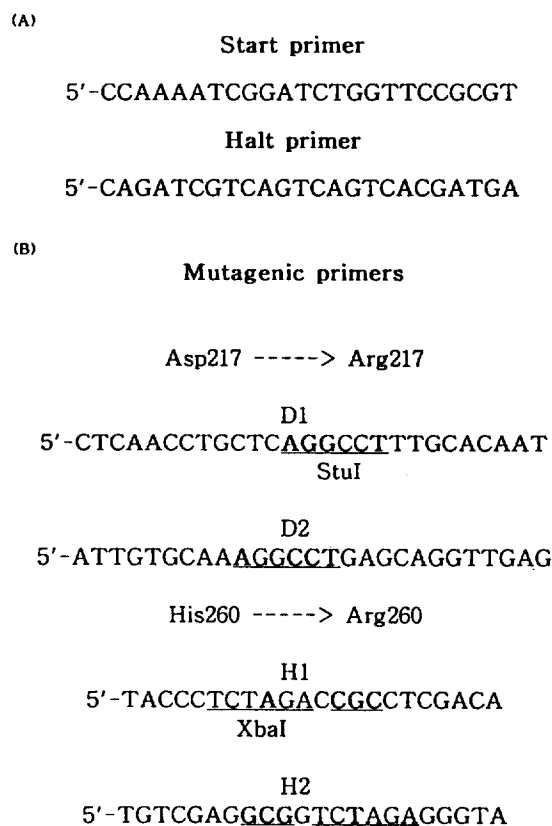 (A)
Start primer
5'-CCAAAATCGGATCTGGTTCCGCGT
Halt primer
5'-CAGATCGTCAGTCAGTCACGATGA
(B)
Mutagenic primers
Asp217 -----> Arg217
D1
5'-CTCAACCTGCTCAGGCCTTTGCACAAT
StuI
D2
5'-ATTGTGCAAAGGCCTGAGCAGGTTGAG
His260 -----> Arg260
H1
5'-TACCCTCTAGACCGCCTCGACA
XbaI
H2
5'-TGTCGAGGCGGTCTAGAGGGTA